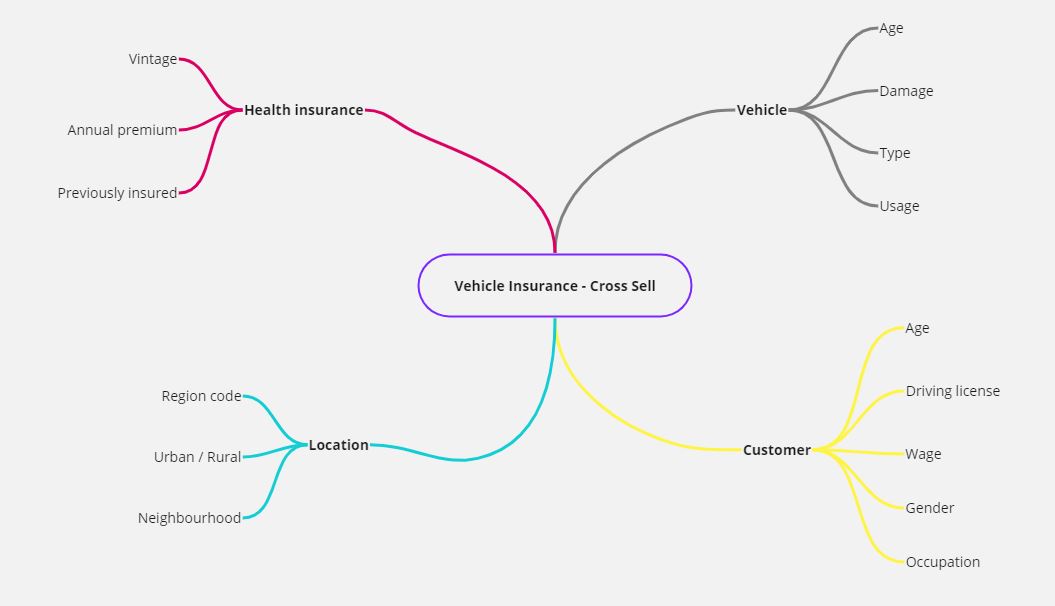 Vintage
Annual premium
Previously insured
Health insurance
Vehicle
Age
Damage
Type
Usage
Vehicle Insurance - Cross Sell
Region code
Urban / Rural
Neighbourhood
Location
Customer
Age
Driving license
Wage
Gender
Occupation